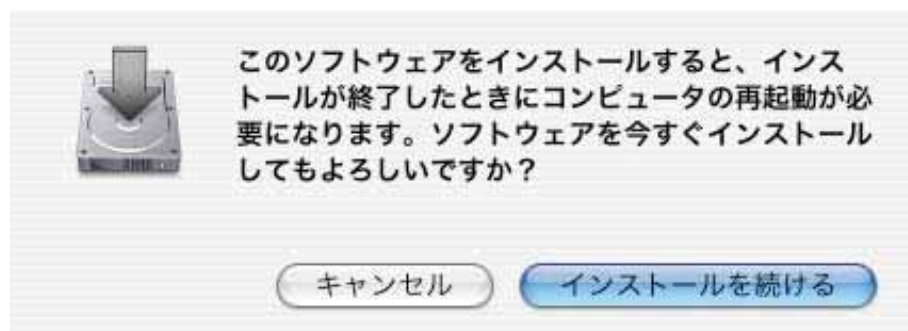 このソフトウェアをインストールすると、インス
トールが終了したときにコンピュータの再起動が必
要になります。ソフトウェアを今すぐインストール
してもよろしいですか？
キャンセル
インストールを続ける